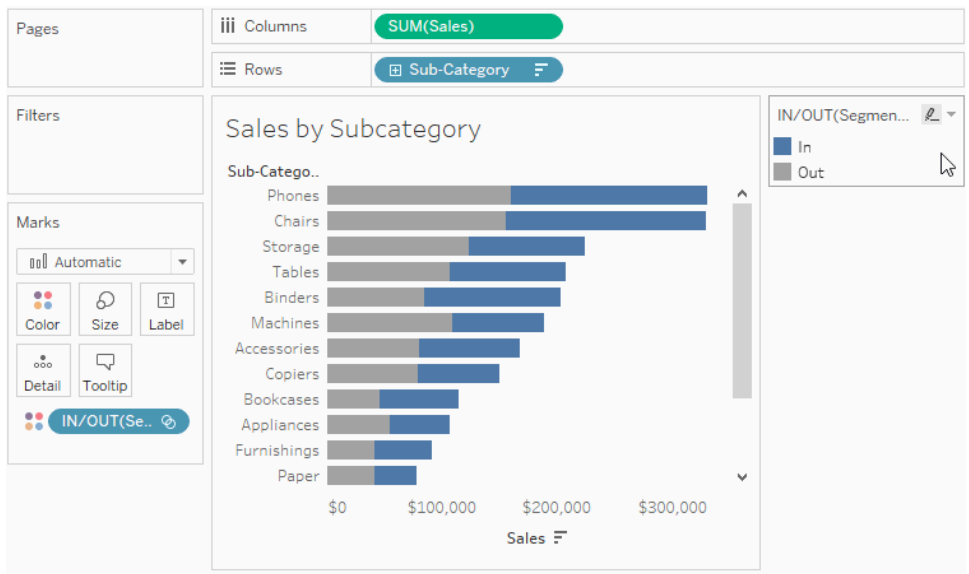 Pages
Columns
SUM(Sales)
Rows
Sub-Category
Filters
Marks
Automatic
Color
Size
T
Label
Detail
Tooltip
IN/OUT(Se..
Sales by Subcategory
Sub-Catego..
Phones
Chairs
Storage
Tables
Binders
Machines
Accessories
Copiers
Bookcases
Appliances
Furnishings
Paper
$0 $100,000 $200,000 $300,000
Sales
IN/OUT(Segmen...
In
Out